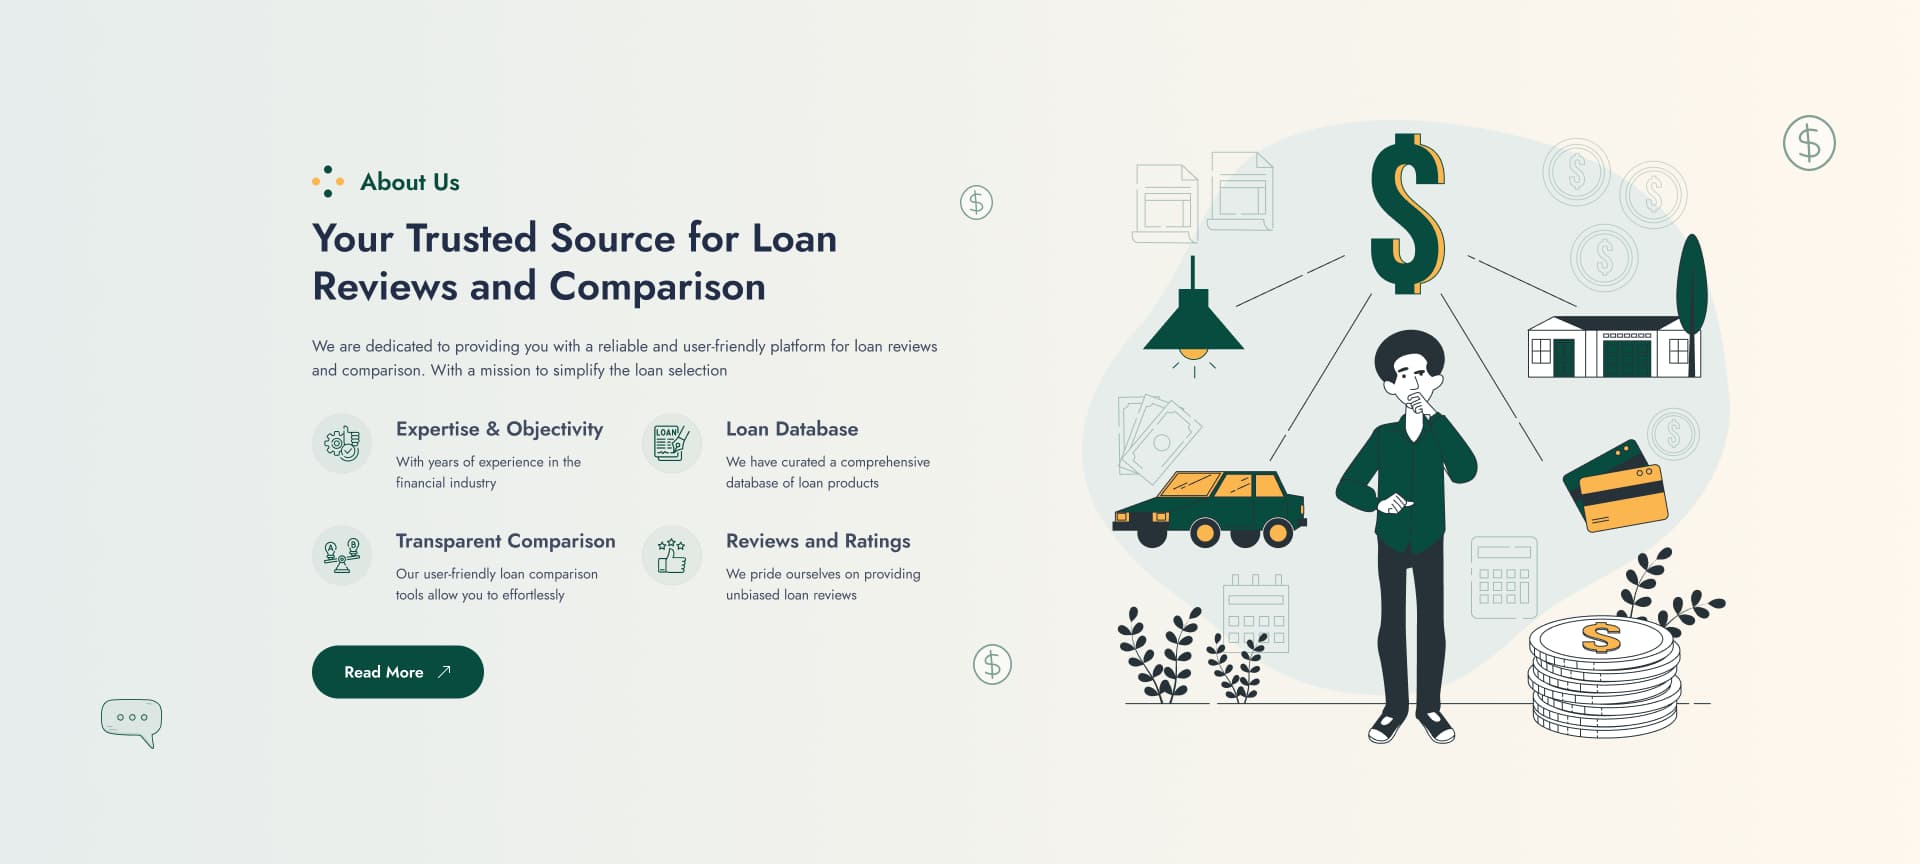 About Us
Your Trusted Source for Loan
Reviews and Comparison
We are dedicated to providing you with a reliable and user-friendly platform for loan reviews
and comparison. With a mission to simplify the loan selection
Expertise & Objectivity
With years of experience in the
financial industry
LOAN
Loan Database
We have curated a comprehensive
database of loan products
A B
Transparent Comparison
Our user-friendly loan comparison
tools allow you to effortlessly
Reviews and Ratings
We pride ourselves on providing
unbiased loan reviews
Read More
$
$
$
$
$
$
$
$
$